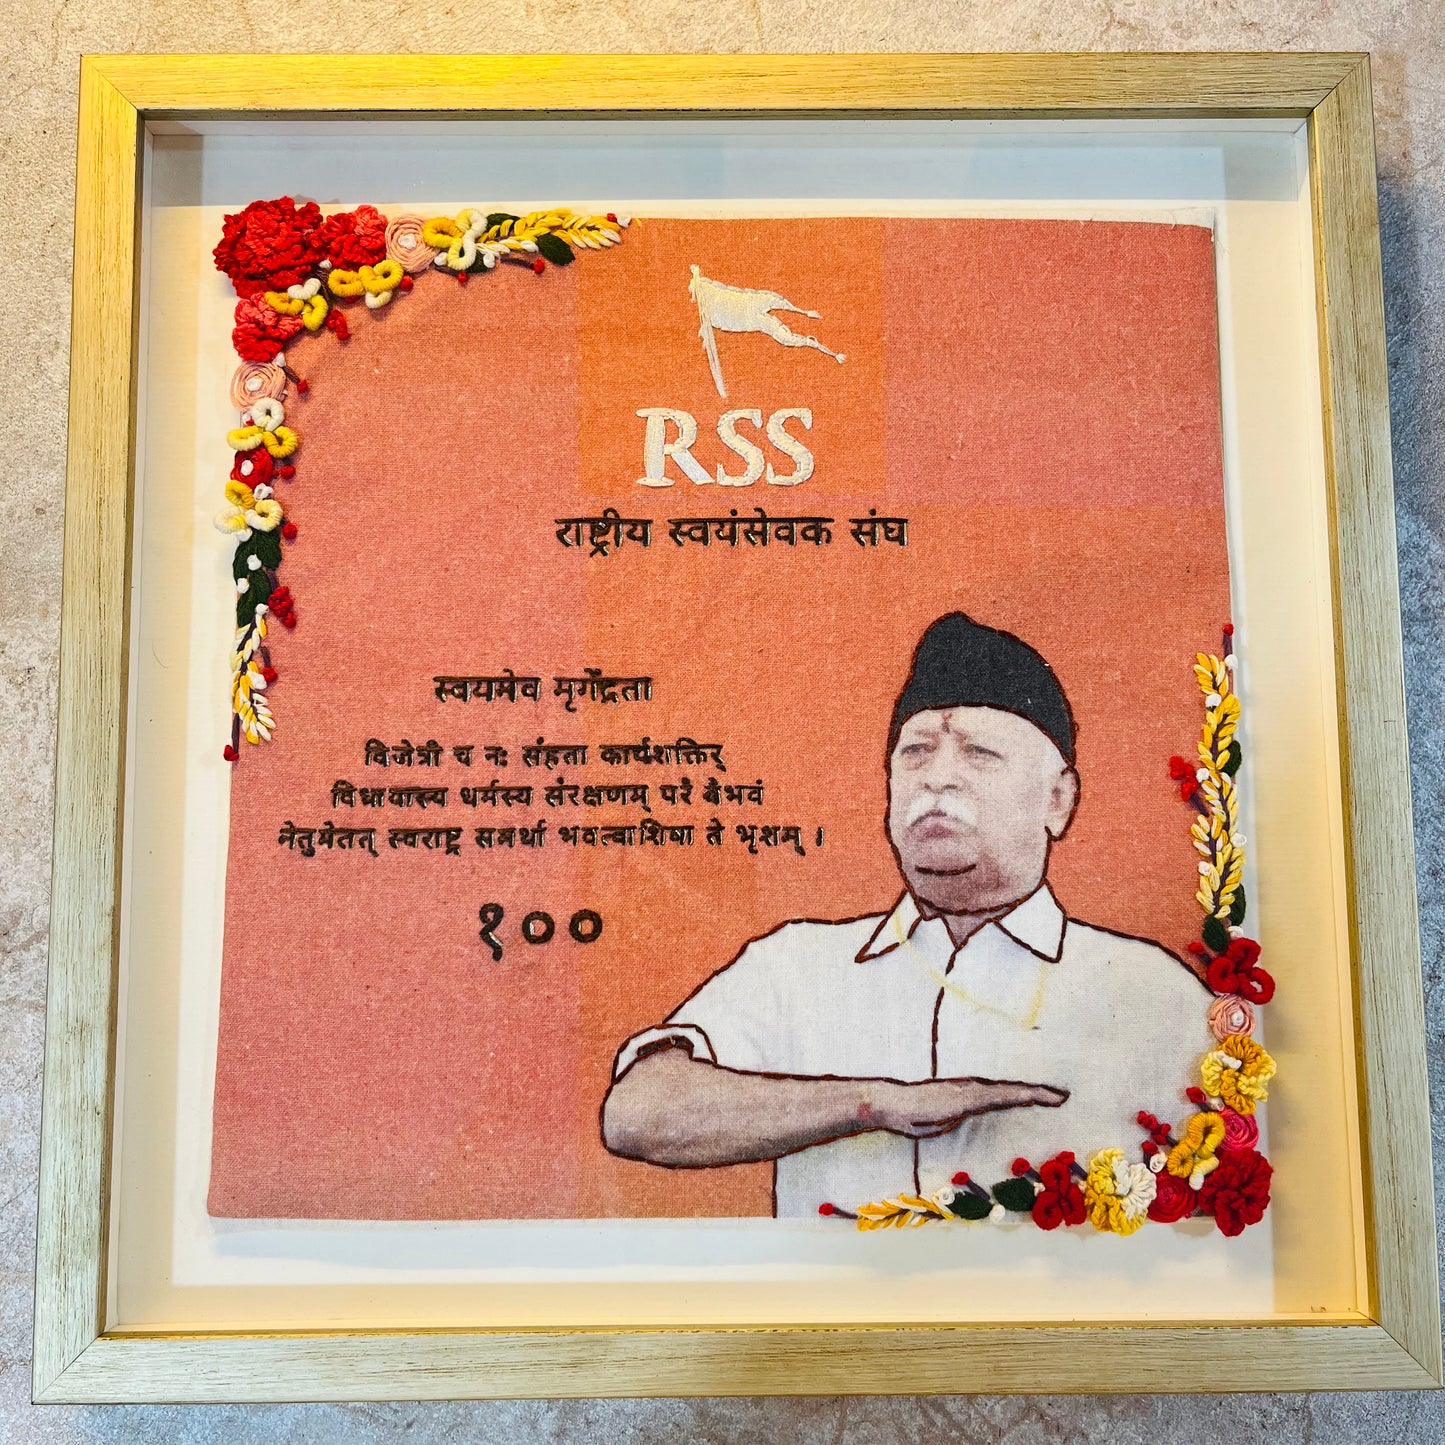 RSS
राष्ट्रीय स्वयंसेवक संघ
स्वयमेव मृगेंद्रता
विजेत्री च नः संहता कार्यशक्तिर्
विधायास्य धर्मस्य संरक्षणम् परं वैभवं
नेतुमेतत् स्वराष्ट्र समर्था भवत्वाशिषा ते भृशम् ।
१००